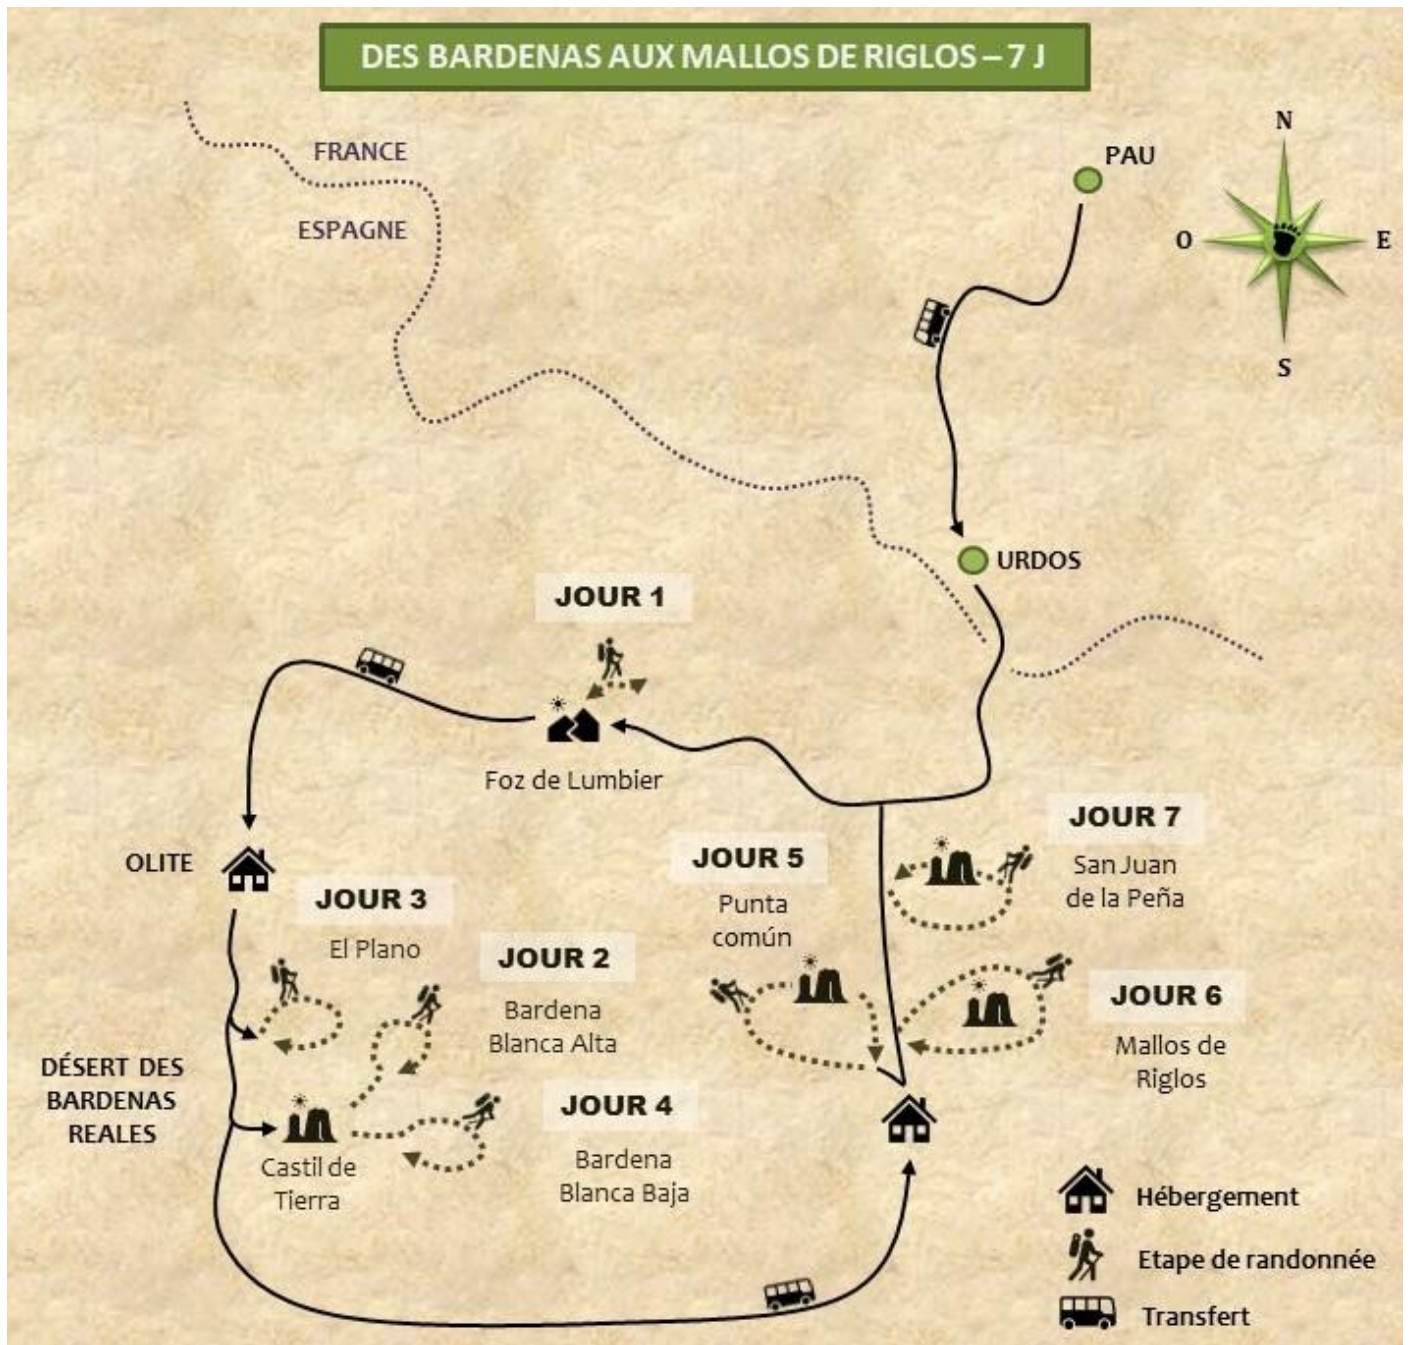 DES BARDENAS AUX MALLOS DE RIGLOS – 7 J
FRANCE
ESPAGNE
PAU
N
O
E
S
URDOS
JOUR 1
Foz de Lumbier
OLITE
JOUR 3
El Plano
JOUR 2
Bardena
Blanca Alta
DÉSERT DES
BARDENAS
REALES
Castil de
Tierra
JOUR 4
Bardena
Blanca Baja
JOUR 5
Punta
común
JOUR 7
San Juan
de la Peña
JOUR 6
Mallos de
Riglos
Hébergement
Etape de randonnée
Transfert